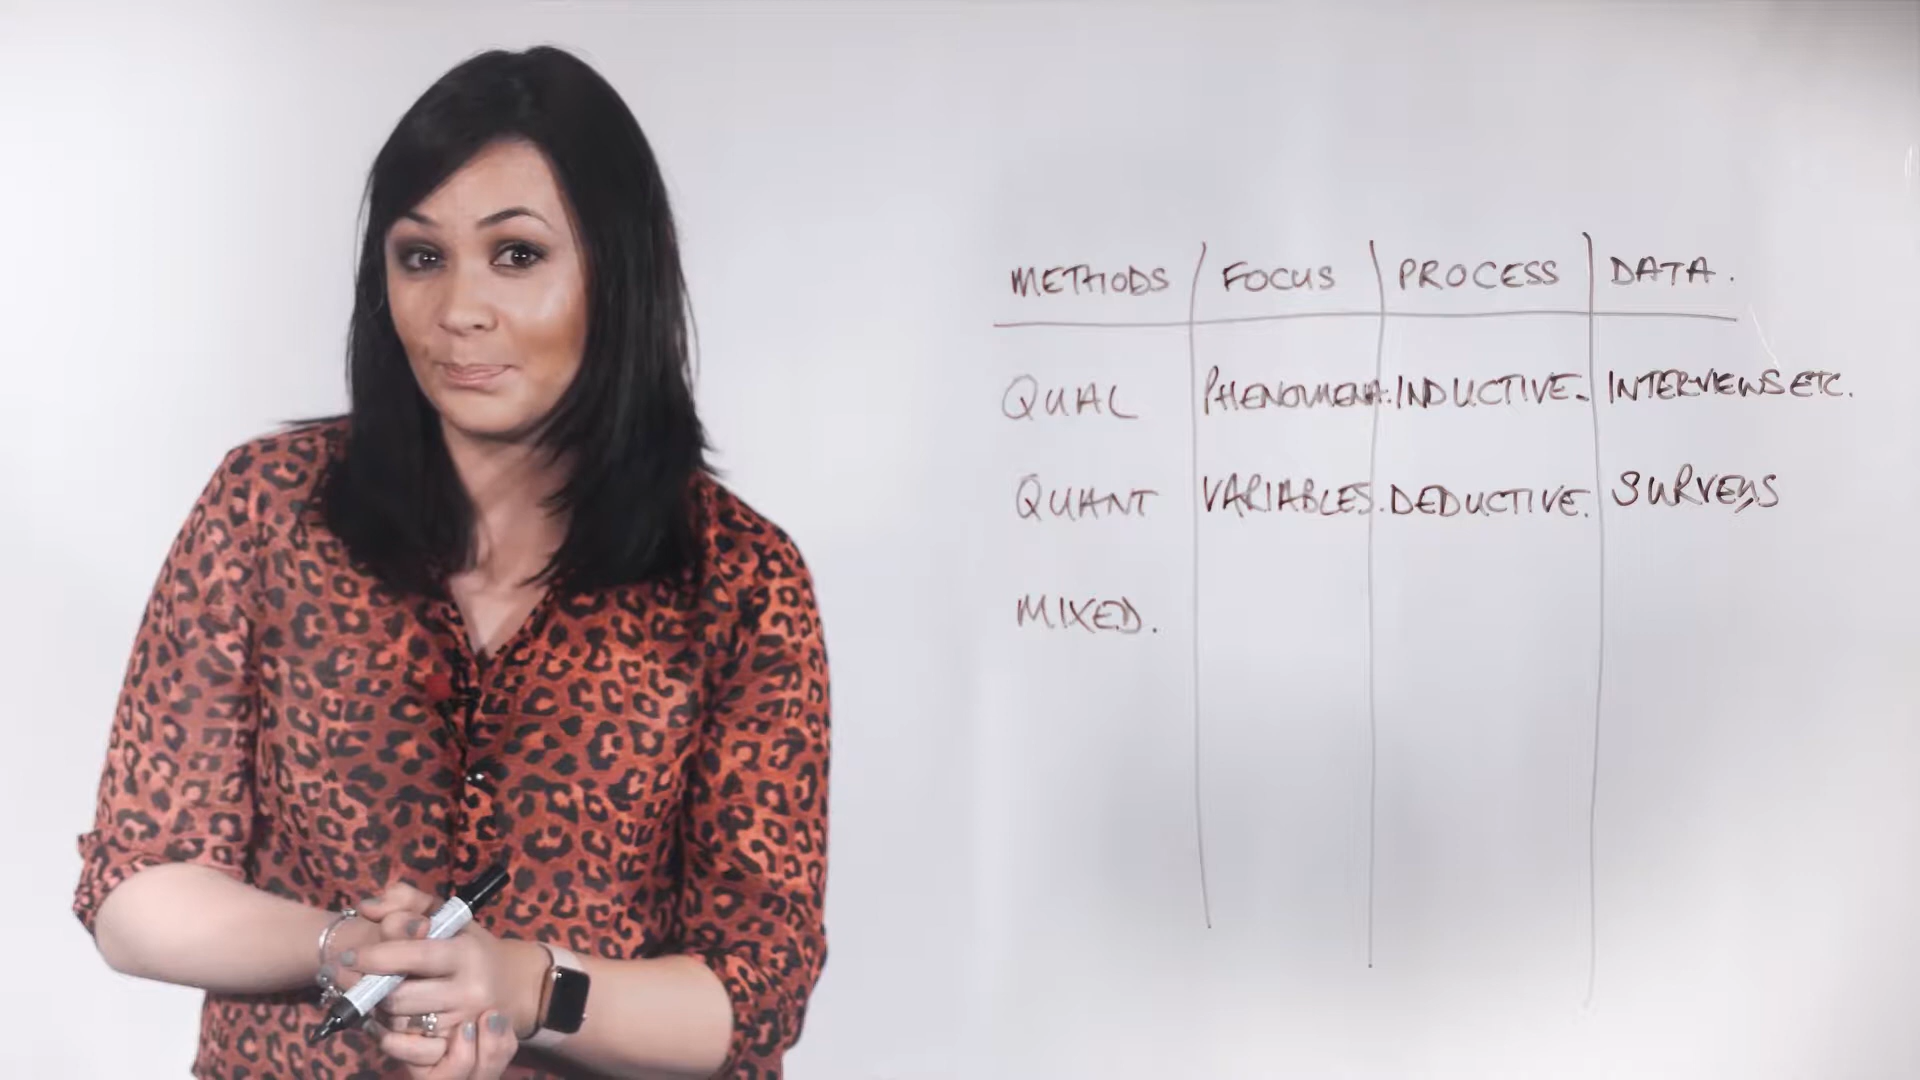 METHODS FOCUS PROCESS DATA.
QUAL PHENOMENA. INDUCTIVE. INTERVIEWS ETC.
QUANT VARIABLES. DEDUCTIVE. SURVEYS
MIXED.